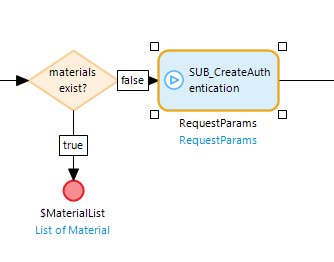 materials
exist?
false
SUB_CreateAuth
entication
RequestParams
RequestParams
true
$MaterialList
List of Material